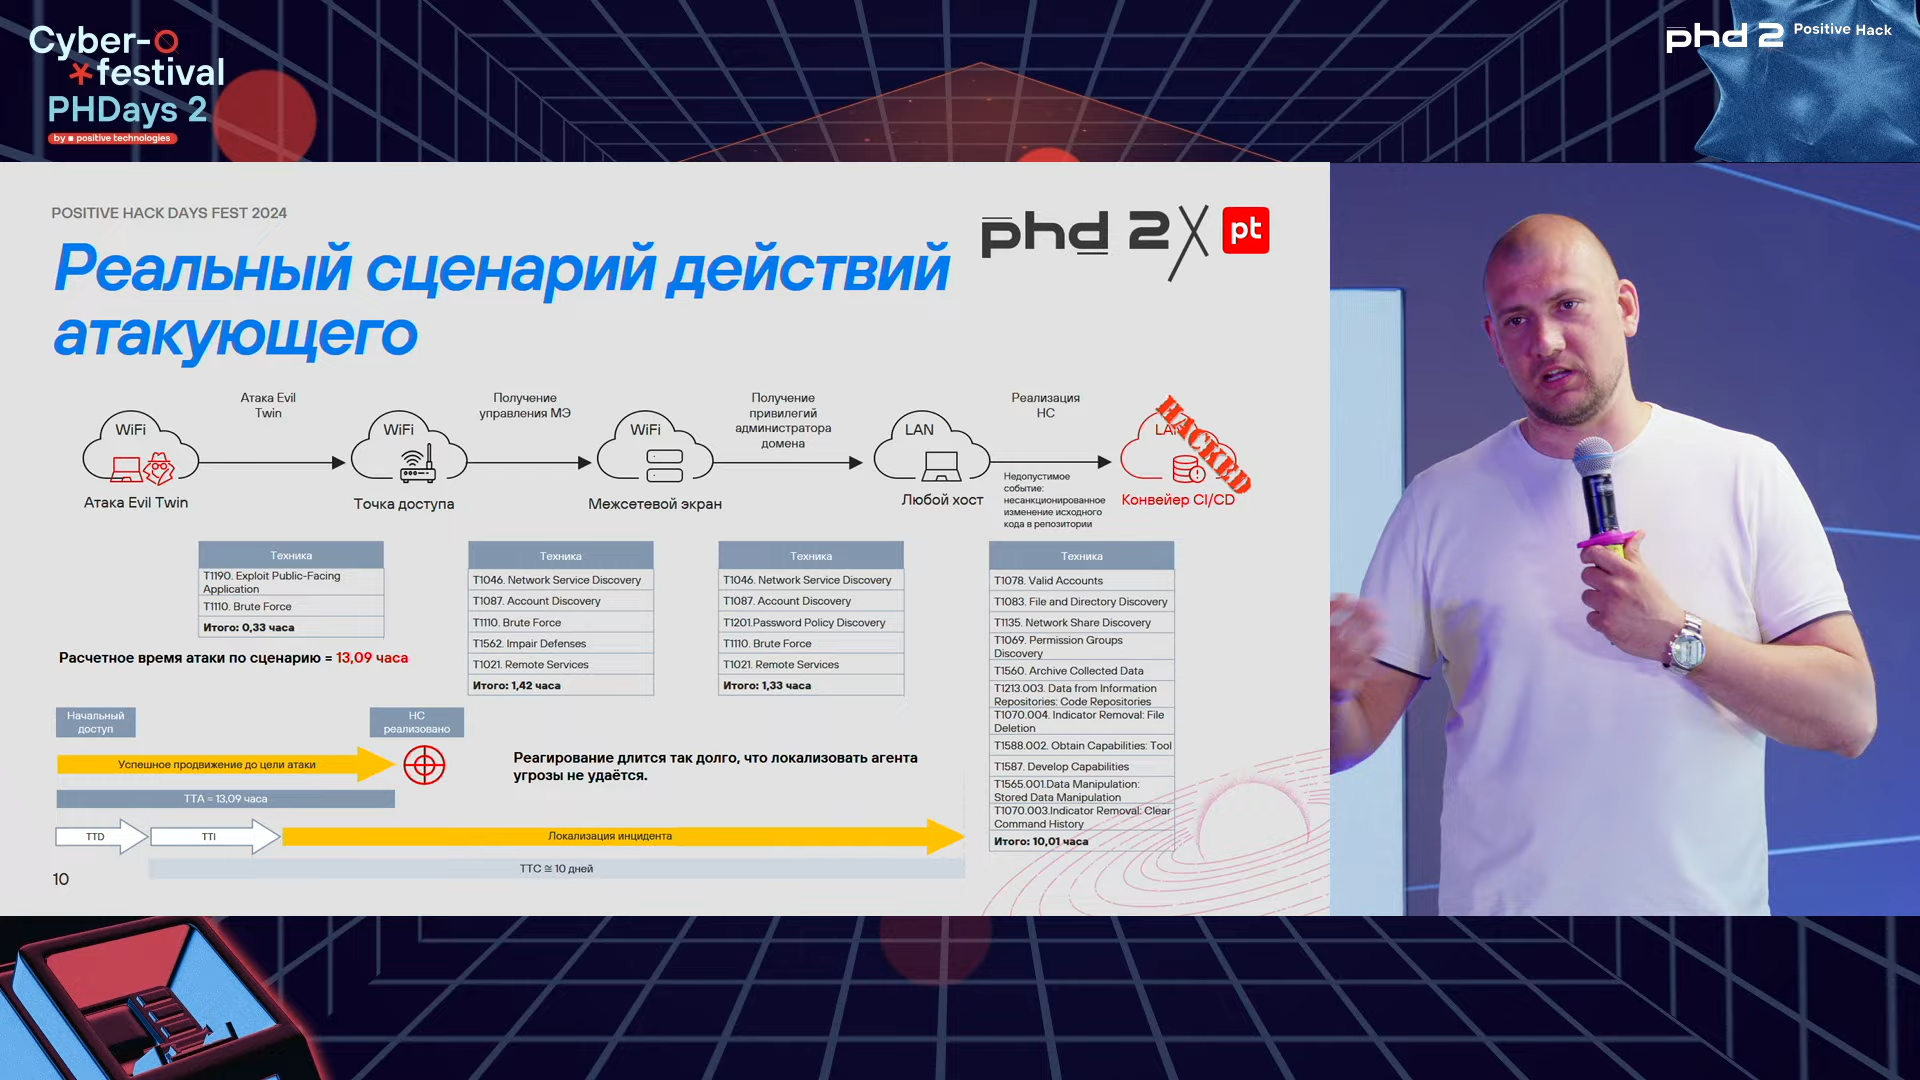 Cyber-
festival
PHDays 2
by positive technologies
phd 2 Positive Hack
POSITIVE HACK DAYS FEST 2024
phd 2 pt
Реальный сценарий действий
атакующего
Атака Evil
Twin
Получение
управления МЭ
Получение
привилегий
администратора
домена
Реализация
НС
WiFi
WiFi
WiFi
LAN
LAN
HACKED
Атака Evil Twin
Точка доступа
Межсетевой экран
Любой хост
Недопустимое
событие:
несанкционированное
изменение исходного
кода в репозитории
Конвейер CI/CD
Техника
T1190. Exploit Public-Facing
Application
T1110. Brute Force
Итого: 0,33 часа
Техника
T1046. Network Service Discovery
T1087. Account Discovery
T1110. Brute Force
T1562. Impair Defenses
T1021. Remote Services
Итого: 1,42 часа
Техника
T1046. Network Service Discovery
T1087. Account Discovery
T1201.Password Policy Discovery
T1110. Brute Force
T1021. Remote Services
Итого: 1,33 часа
Техника
T1078. Valid Accounts
T1083. File and Directory Discovery
T1135. Network Share Discovery
T1069. Permission Groups
Discovery
T1560. Archive Collected Data
T1213.003. Data from Information
Repositories: Code Repositories
T1070.004. Indicator Removal: File
Deletion
T1588.002. Obtain Capabilities: Tool
T1587. Develop Capabilities
T1565.001.Data Manipulation:
Stored Data Manipulation
T1070.003.Indicator Removal: Clear
Command History
Итого: 10,01 часа
Расчетное время атаки по сценарию = 13,09 часа
Начальный
доступ
НС
реализовано
Успешное продвижение до цели атаки
TTA = 13,09 часа
Реагирование длится так долго, что локализовать агента
угрозы не удаётся.
TTD
TTI
Локализация инцидента
TTC ≅ 10 дней
10